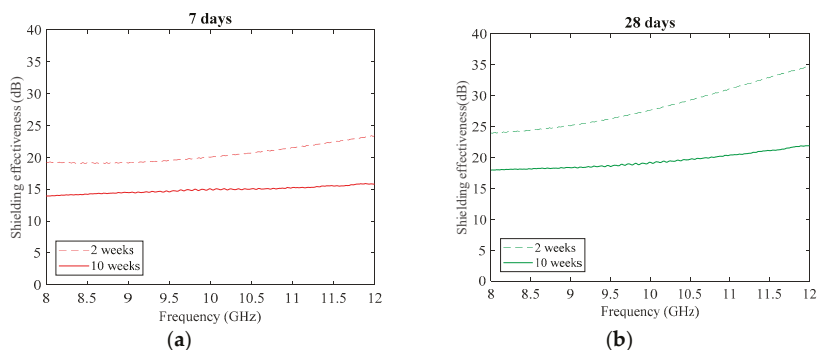 7 days
40
35
30
25
20
15
10
5
0
Shielding effectiveness (dB)
2 weeks
10 weeks
8 8.5 9 9.5 10 10.5 11 11.5 12
Frequency (GHz)
(a)
28 days
40
35
30
25
20
15
10
5
0
Shielding effectiveness(dB)
2 weeks
10 weeks
8 8.5 9 9.5 10 10.5 11 11.5 12
Frequency (GHz)
(b)